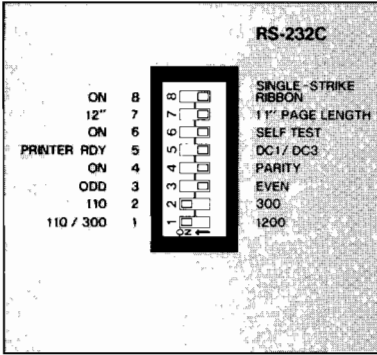 RS-232C
SINGLE-STRIKE
ON 8 8 RIBBON
12" 7 7 11" PAGE LENGTH
ON 6 6 SELF TEST
PRINTER RDY 5 5 DC1/DC3
ON 4 4 PARITY
ODD 3 3 EVEN
110 2 2 300
110 / 300 1 1 1200
ON ←